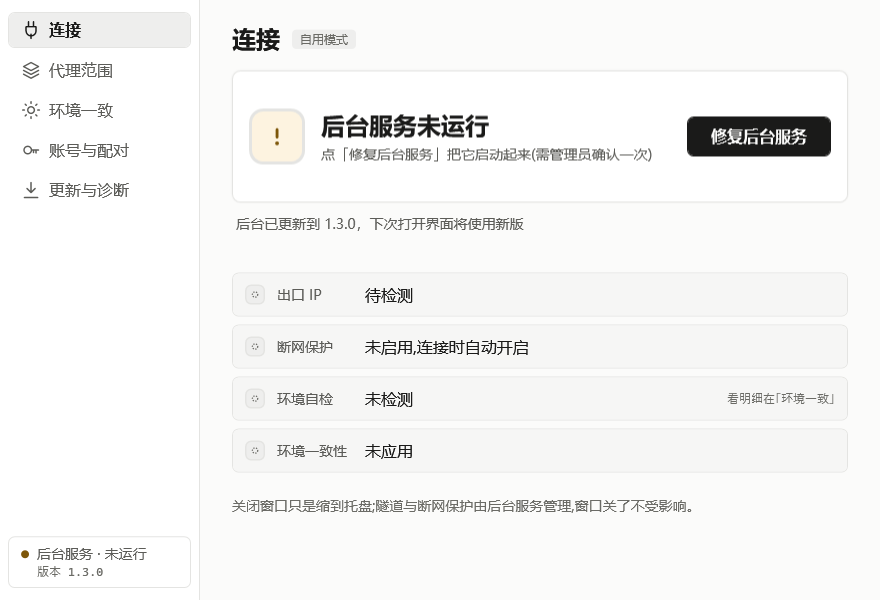 连接
代理范围
环境一致
账号与配对
更新与诊断
后台服务 · 未运行
版本 1.3.0
连接 自用模式
!
后台服务未运行
点「修复后台服务」把它启动起来(需管理员确认一次)
修复后台服务
后台已更新到 1.3.0，下次打开界面将使用新版
出口 IP 待检测
断网保护 未启用,连接时自动开启
环境自检 未检测 看明细在「环境一致」
环境一致性 未应用
关闭窗口只是缩到托盘;隧道与断网保护由后台服务管理,窗口关了不受影响。